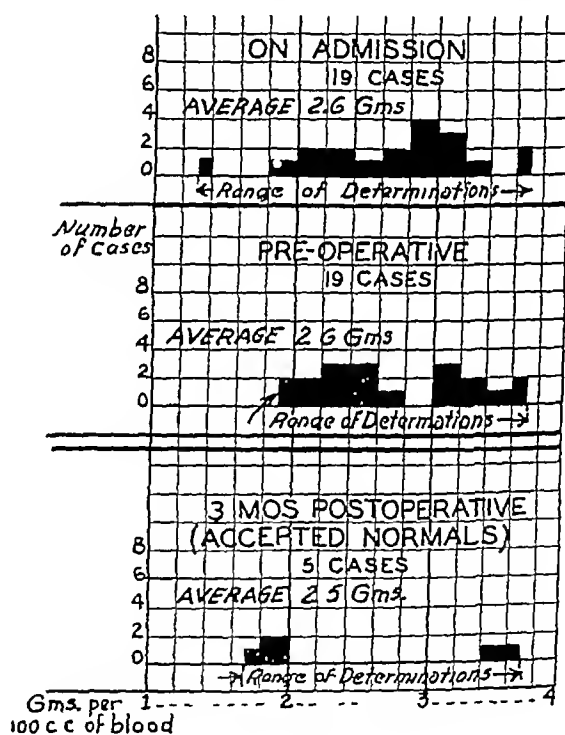 8
6
4
2
0
ON ADMISSION
19 CASES
AVERAGE 2.6 Gms
Range of Determinations
Number
of Cases
PRE-OPERATIVE
19 CASES
AVERAGE 2 6 Gms
4
2
0
Range of Determations
3 MOS POSTOPERATIVE
(ACCEPTED NORMALS)
5 CASES
AVERAGE 2 5 Gms.
8
6
4
2
0
Range of Determinations
Gms. per
100 c c of blood
1 2 3 4